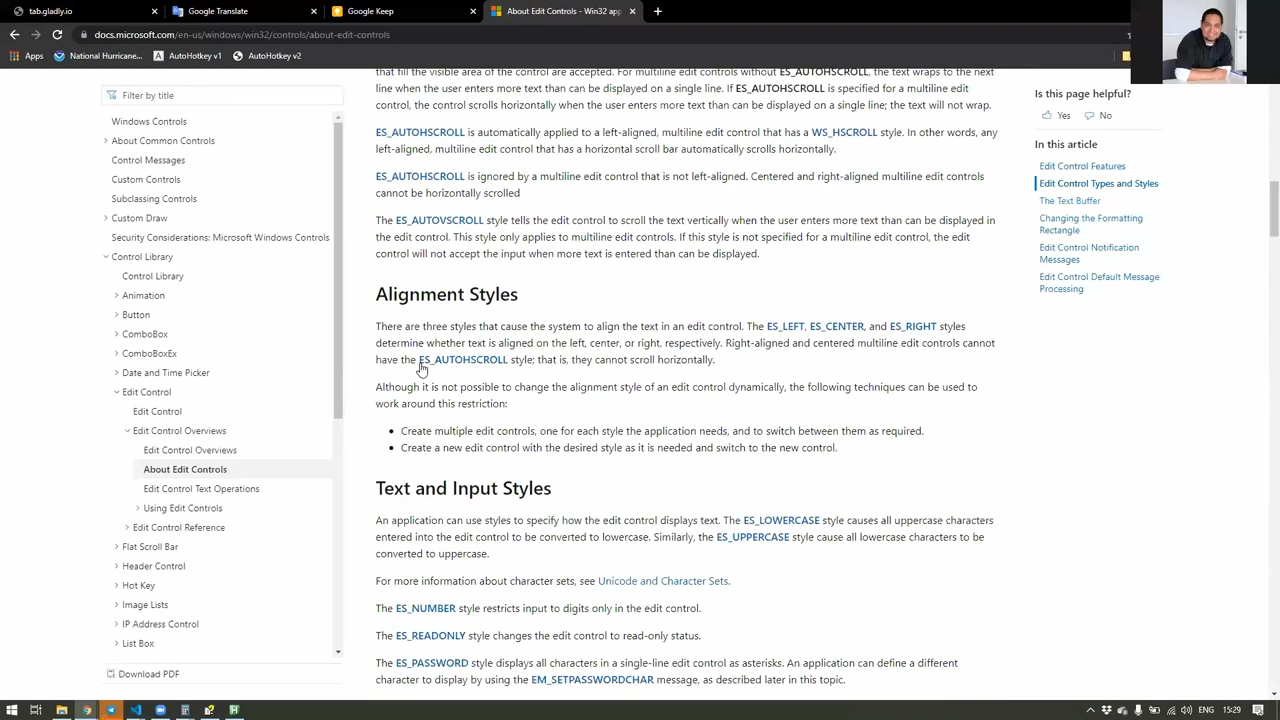 tab.gladly.io
Google Translate
Google Keep
About Edit Controls - Win32 app
docs.microsoft.com/en-us/windows/win32/controls/about-edit-controls
Apps
National Hurricane...
AutoHotkey v1
AutoHotkey v2
Filter by title
Windows Controls
About Common Controls
Control Messages
Custom Controls
Subclassing Controls
Custom Draw
Security Considerations: Microsoft Windows Controls
Control Library
Control Library
Animation
Button
ComboBox
ComboBoxEx
Date and Time Picker
Edit Control
Edit Control
Edit Control Overviews
Edit Control Overviews
About Edit Controls
Edit Control Text Operations
Using Edit Controls
Edit Control Reference
Flat Scroll Bar
Header Control
Hot Key
Image Lists
IP Address Control
List Box
Download PDF
that fill the visible area of the control are accepted. For multiline edit controls without ES_AUTOHSCROLL, the text wraps to the next
line when the user enters more text than can be displayed on a single line. If ES_AUTOHSCROLL is specified for a multiline edit
control, the control scrolls horizontally when the user enters more text than can be displayed on a single line; the text will not wrap.
ES_AUTOHSCROLL is automatically applied to a left-aligned, multiline edit control that has a WS_HSCROLL style. In other words, any
left-aligned, multiline edit control that has a horizontal scroll bar automatically scrolls horizontally.
ES_AUTOHSCROLL is ignored by a multiline edit control that is not left-aligned. Centered and right-aligned multiline edit controls
cannot be horizontally scrolled
The ES_AUTOVSCROLL style tells the edit control to scroll the text vertically when the user enters more text than can be displayed in
the edit control. This style only applies to multiline edit controls. If this style is not specified for a multiline edit control, the edit
control will not accept the input when more text is entered than can be displayed.
Alignment Styles
There are three styles that cause the system to align the text in an edit control. The ES_LEFT, ES_CENTER, and ES_RIGHT styles
determine whether text is aligned on the left, center, or right, respectively. Right-aligned and centered multiline edit controls cannot
have the ES_AUTOHSCROLL style; that is, they cannot scroll horizontally.
Although it is not possible to change the alignment style of an edit control dynamically, the following techniques can be used to
work around this restriction:
• Create multiple edit controls, one for each style the application needs, and to switch between them as required.
• Create a new edit control with the desired style as it is needed and switch to the new control.
Text and Input Styles
An application can use styles to specify how the edit control displays text. The ES_LOWERCASE style causes all uppercase characters
entered into the edit control to be converted to lowercase. Similarly, the ES_UPPERCASE style cause all lowercase characters to be
converted to uppercase.
For more information about character sets, see Unicode and Character Sets.
The ES_NUMBER style restricts input to digits only in the edit control.
The ES_READONLY style changes the edit control to read-only status.
The ES_PASSWORD style displays all characters in a single-line edit control as asterisks. An application can define a different
character to display by using the EM_SETPASSWORDCHAR message, as described later in this topic.
Is this page helpful?
Yes No
In this article
Edit Control Features
Edit Control Types and Styles
The Text Buffer
Changing the Formatting
Rectangle
Edit Control Notification
Messages
Edit Control Default Message
Processing
ENG 15:29